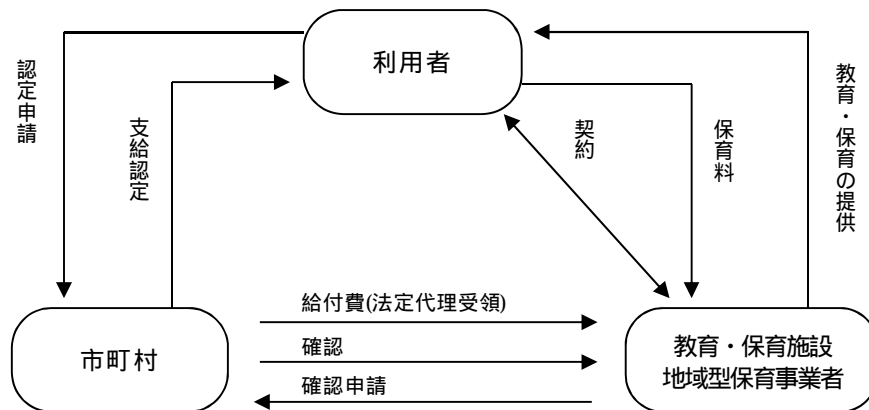 利用者
認定申請
支給認定
契約
保育料
教育・保育の提供
給付費(法定代理受領)
確認
確認申請
市町村
教育・保育施設
地域型保育事業者